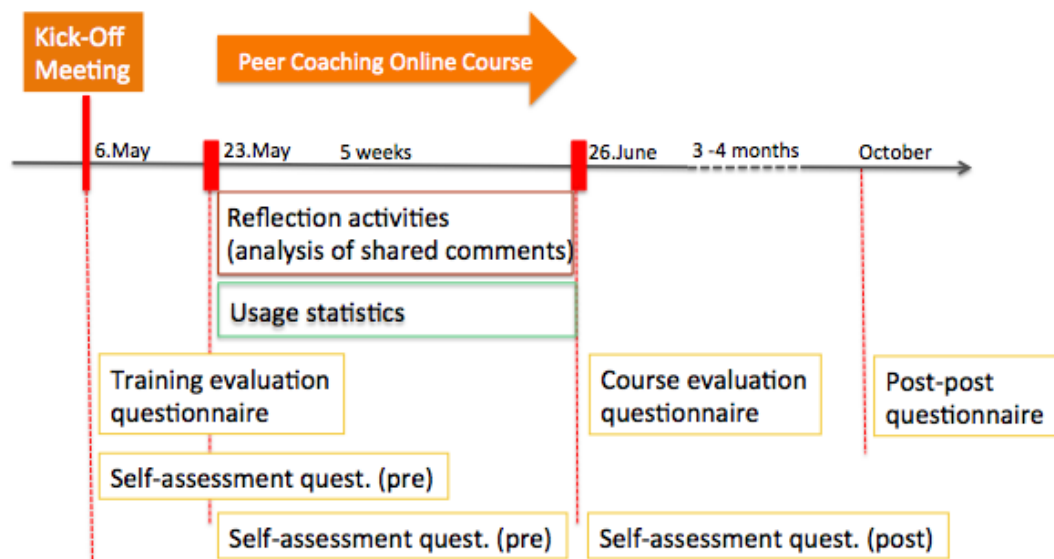 Kick-Off
Meeting
Peer Coaching Online Course
6.May
23.May
5 weeks
26.June
3 -4 months
October
Reflection activities
(analysis of shared comments)
Usage statistics
Training evaluation
questionnaire
Course evaluation
questionnaire
Post-post
questionnaire
Self-assessment quest. (pre)
Self-assessment quest. (pre)
Self-assessment quest. (post)